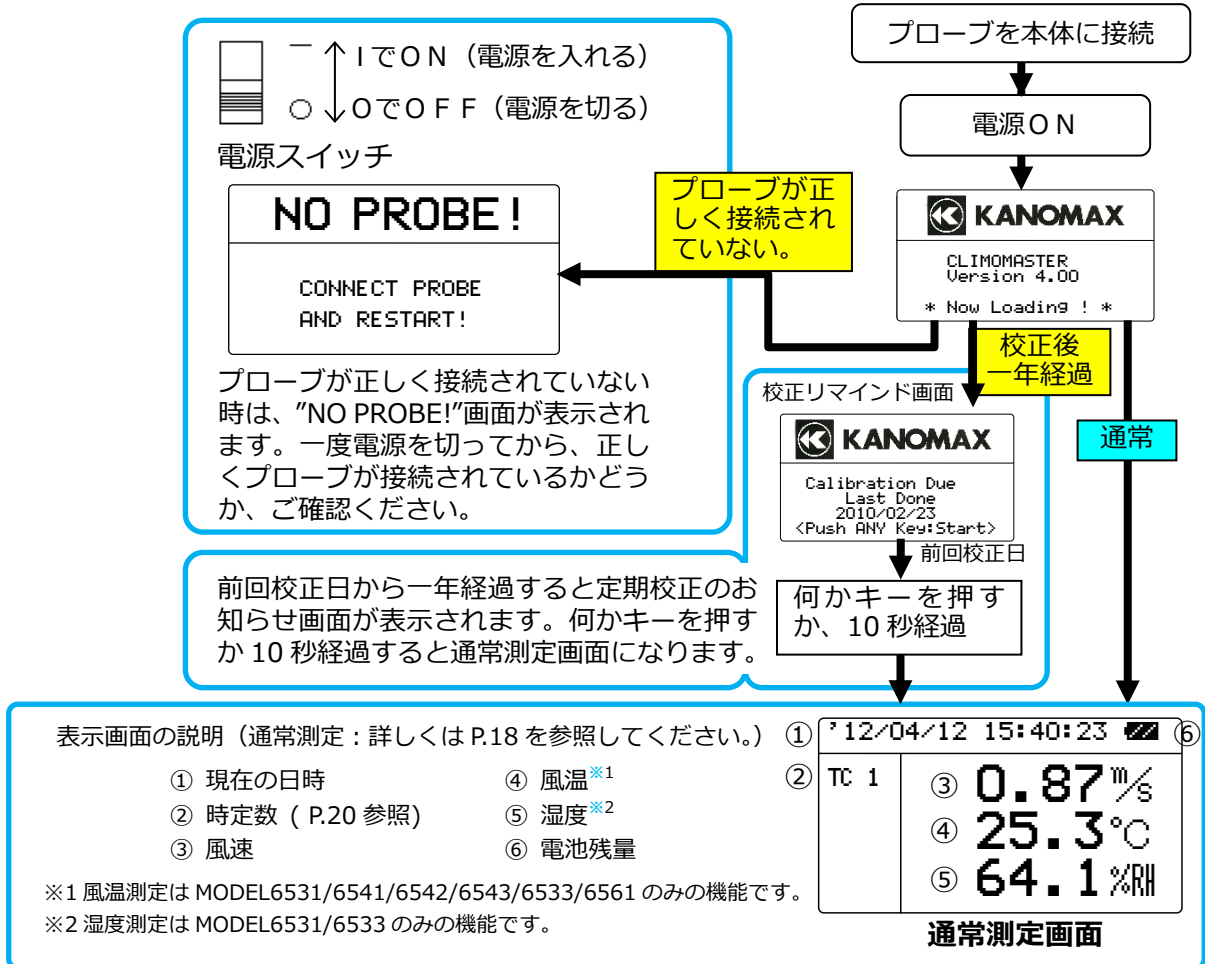 プローブを本体に接続
電源ＯＮ
KANOMAX
CLIMOMASTER
Version 4.00
* Now Loading ! *
IでＯＮ（電源を入れる）
OでＯＦＦ（電源を切る）
電源スイッチ
NO PROBE!
CONNECT PROBE
AND RESTART!
プローブが正
しく接続され
ていない。
プローブが正しく接続されていない
時は、”NO PROBE!”画面が表示され
ます。一度電源を切ってから、正し
くプローブが接続されているかどう
か、ご確認ください。
校正後
一年経過
通常
校正リマインド画面
KANOMAX
Calibration Due
Last Done
2010/02/23
<Push ANY Key:Start>
前回校正日
前回校正日から一年経過すると定期校正のお
知らせ画面が表示されます。何かキーを押す
か 10 秒経過すると通常測定画面になります。
何かキーを押す
か、10 秒経過
表示画面の説明（通常測定：詳しくは P.18 を参照してください。）
① 現在の日時
② 時定数 ( P.20 参照)
③ 風速
④ 風温※1
⑤ 湿度※2
⑥ 電池残量
※1 風温測定は MODEL6531/6541/6542/6543/6533/6561 のみの機能です。
※2 湿度測定は MODEL6531/6533 のみの機能です。
① ’12/04/12 15:40:23 ⑥
② TC 1
③ 0.87 m/s
④ 25.3 ℃
⑤ 64.1 %RH
通常測定画面